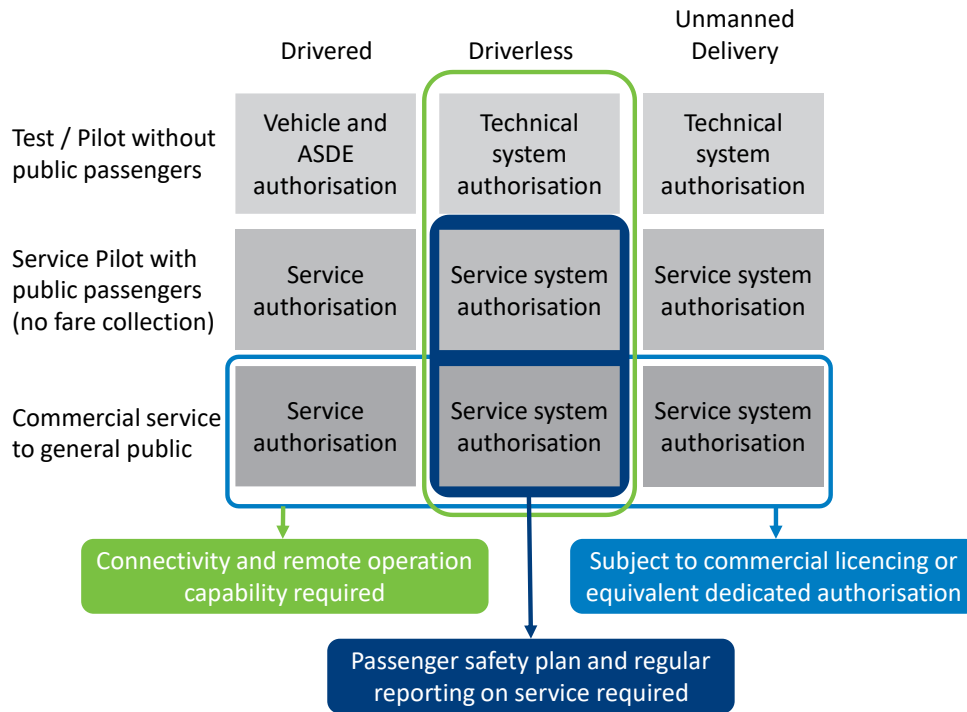 Drivered
Driverless
Unmanned
Delivery
Test / Pilot without
public passengers
Vehicle and
ASDE
authorisation
Technical
system
authorisation
Technical
system
authorisation
Service Pilot with
public passengers
(no fare collection)
Service
authorisation
Service system
authorisation
Service system
authorisation
Commercial service
to general public
Service
authorisation
Service system
authorisation
Service system
authorisation
Connectivity and remote operation
capability required
Subject to commercial licencing or
equivalent dedicated authorisation
Passenger safety plan and regular
reporting on service required